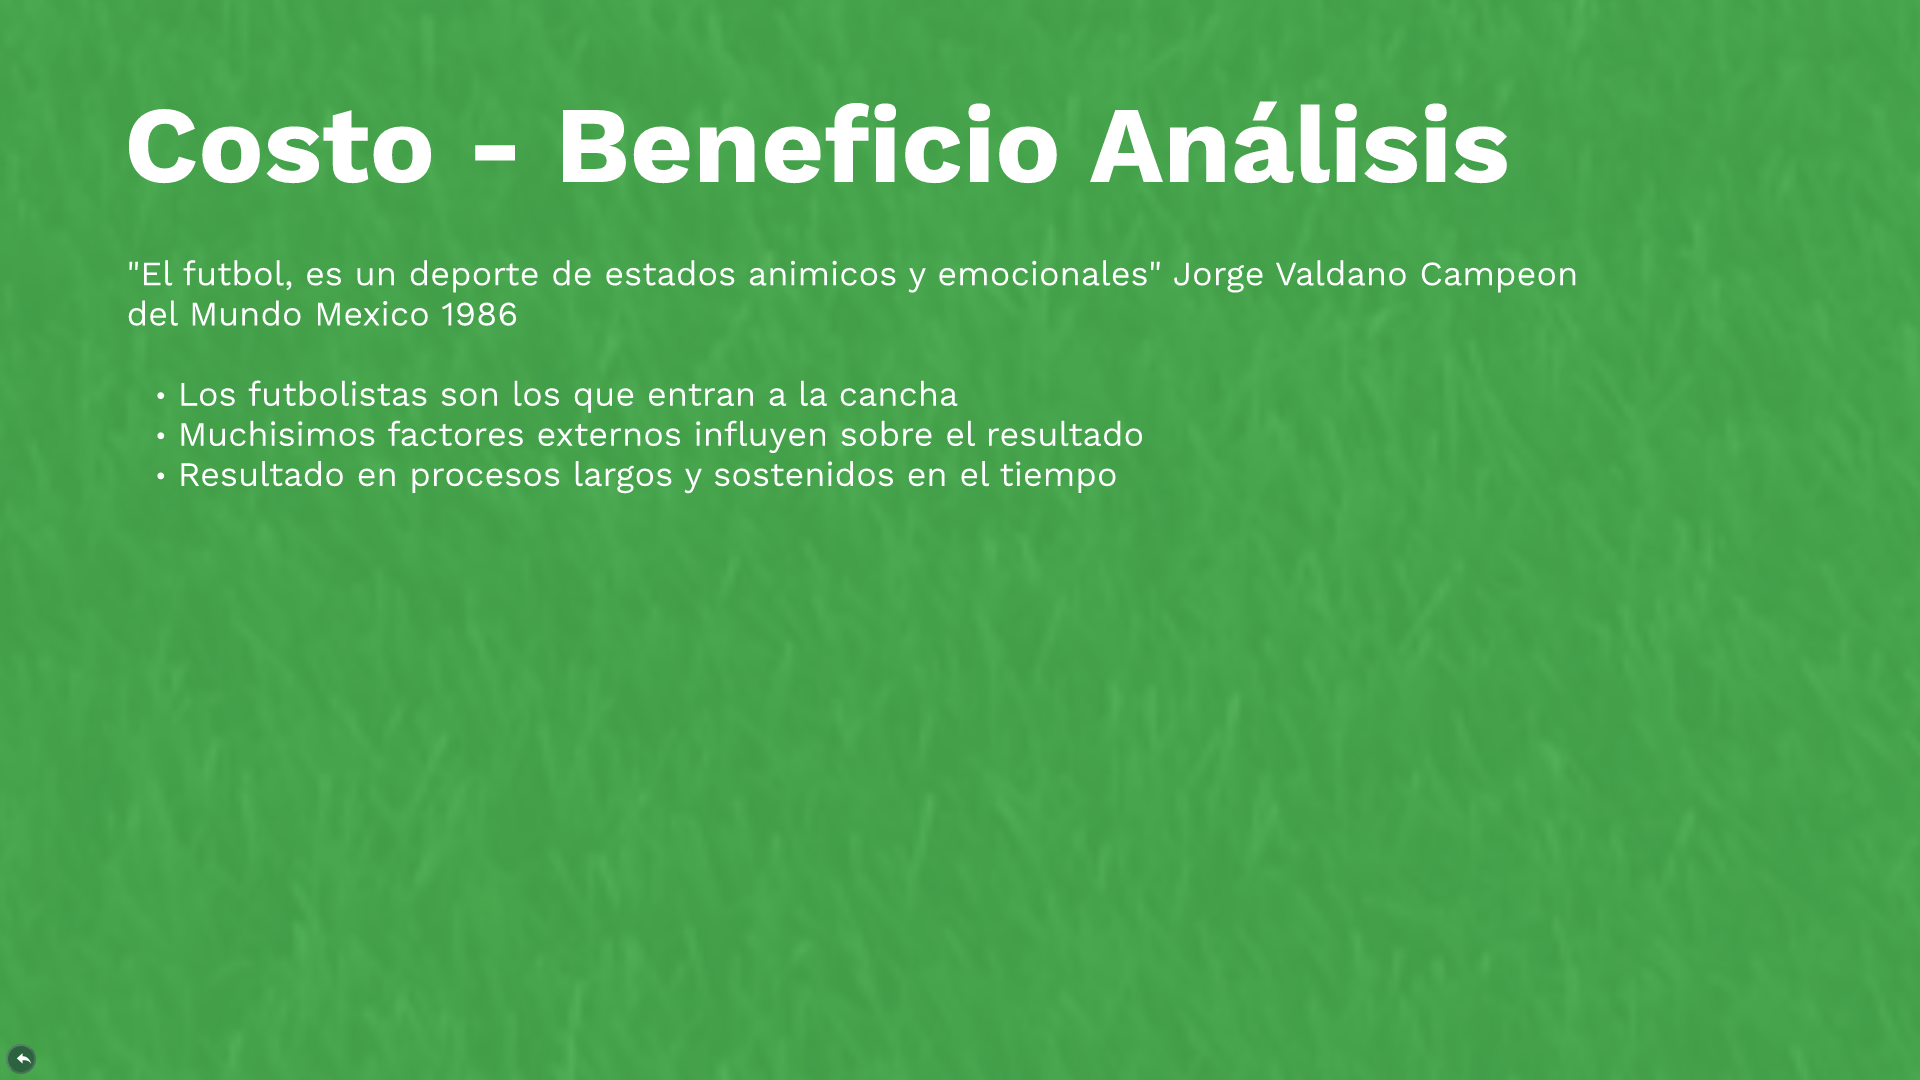 Costo - Beneficio Análisis
"El futbol, es un deporte de estados animicos y emocionales" Jorge Valdano Campeon
del Mundo Mexico 1986
• Los futbolistas son los que entran a la cancha
• Muchisimos factores externos influyen sobre el resultado
• Resultado en procesos largos y sostenidos en el tiempo